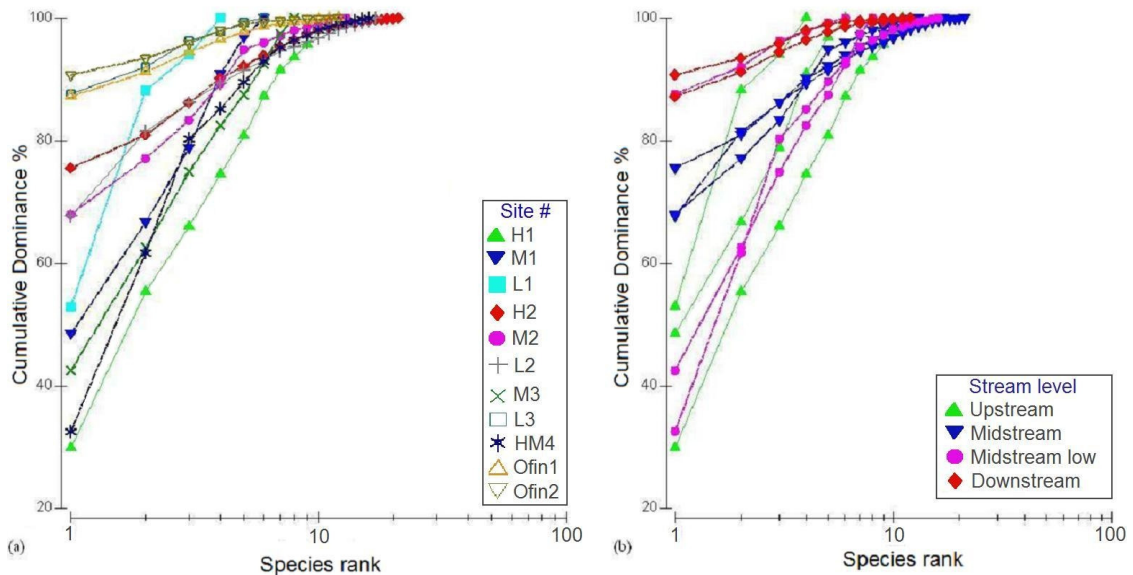 100
80
60
40
20
Cumulative Dominance %
1
10
100
Species rank
(a)
Site #
H1
M1
L1
H2
M2
L2
M3
L3
HM4
Ofin1
Ofin2
100
80
60
40
20
Cumulative Dominance %
1
10
100
Species rank
(b)
Stream level
Upstream
Midstream
Midstream low
Downstream